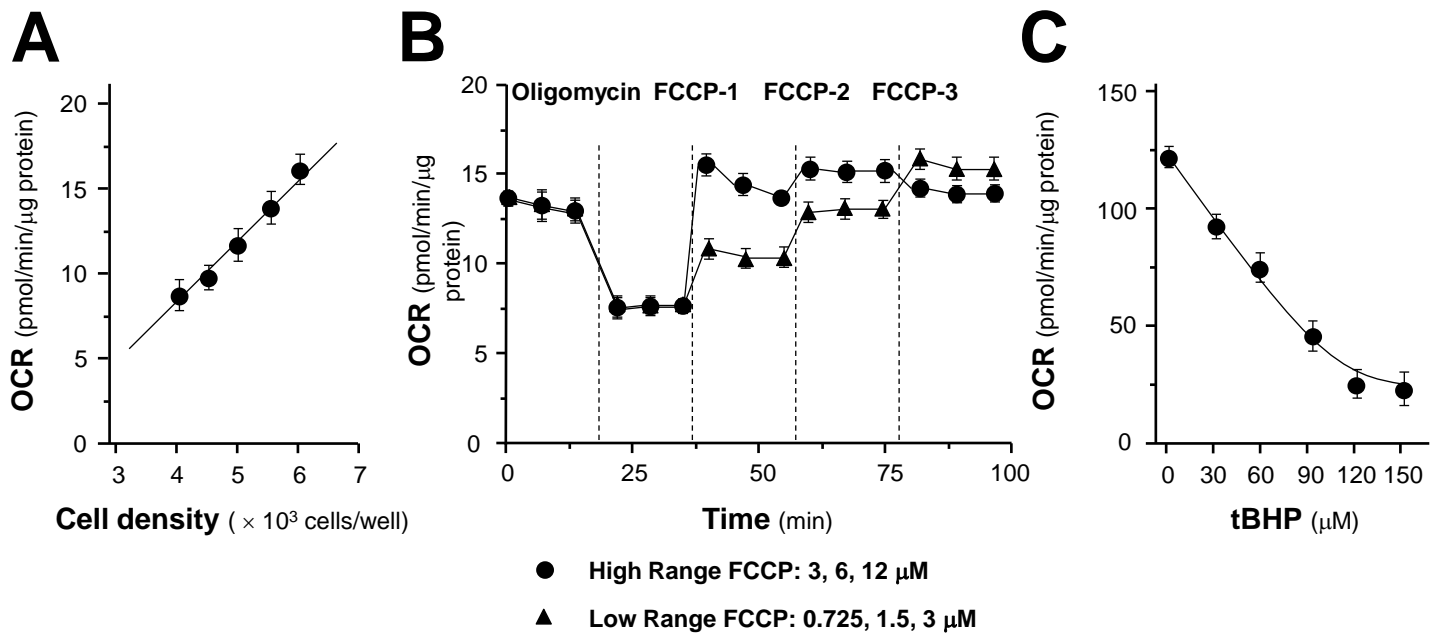 A
OCR (pmol/min/μg protein)
20
15
10
5
0
3 4 5 6 7
Cell density ( × 10³ cells/well)
B
OCR (pmol/min/μg
protein)
20
15
10
5
0
Oligomycin FCCP-1 FCCP-2 FCCP-3
0 25 50 75 100
Time (min)
High Range FCCP: 3, 6, 12 μM
Low Range FCCP: 0.725, 1.5, 3 μM
C
OCR (pmol/min/μg protein)
150
100
50
0
0 30 60 90 120 150
tBHP (μM)